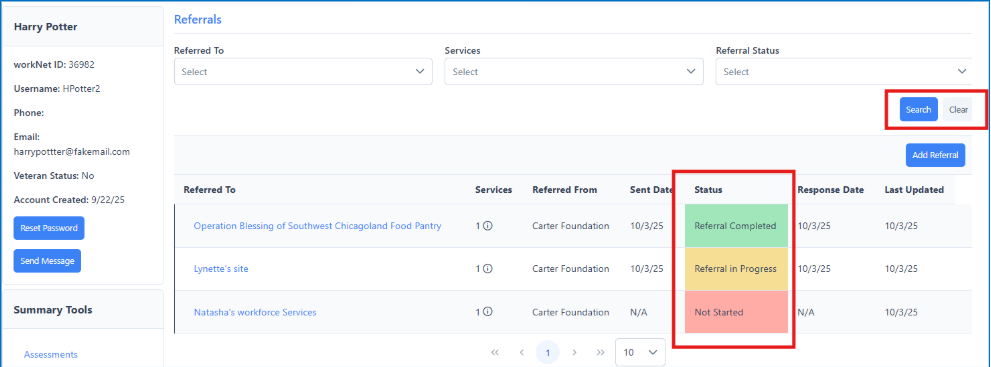 Harry Potter
workNet ID: 36982
Username: HPotter2
Phone:
Email:
harrypottter@fakemail.com
Veteran Status: No
Account Created: 9/22/25
Reset Password
Send Message
Summary Tools
Assessments
Referrals
Referred To Services Referral Status
Select Select Select
Search Clear
Add Referral
Referred To Services Referred From Sent Date Status Response Date Last Updated
Operation Blessing of Southwest Chicagoland Food Pantry 1 Carter Foundation 10/3/25 Referral Completed 10/3/25 10/3/25
Lynette's site 1 Carter Foundation 10/3/25 Referral in Progress 10/3/25 10/3/25
Natasha's workforce Services 1 Carter Foundation N/A Not Started N/A 10/3/25
« ‹ 1 › » 10